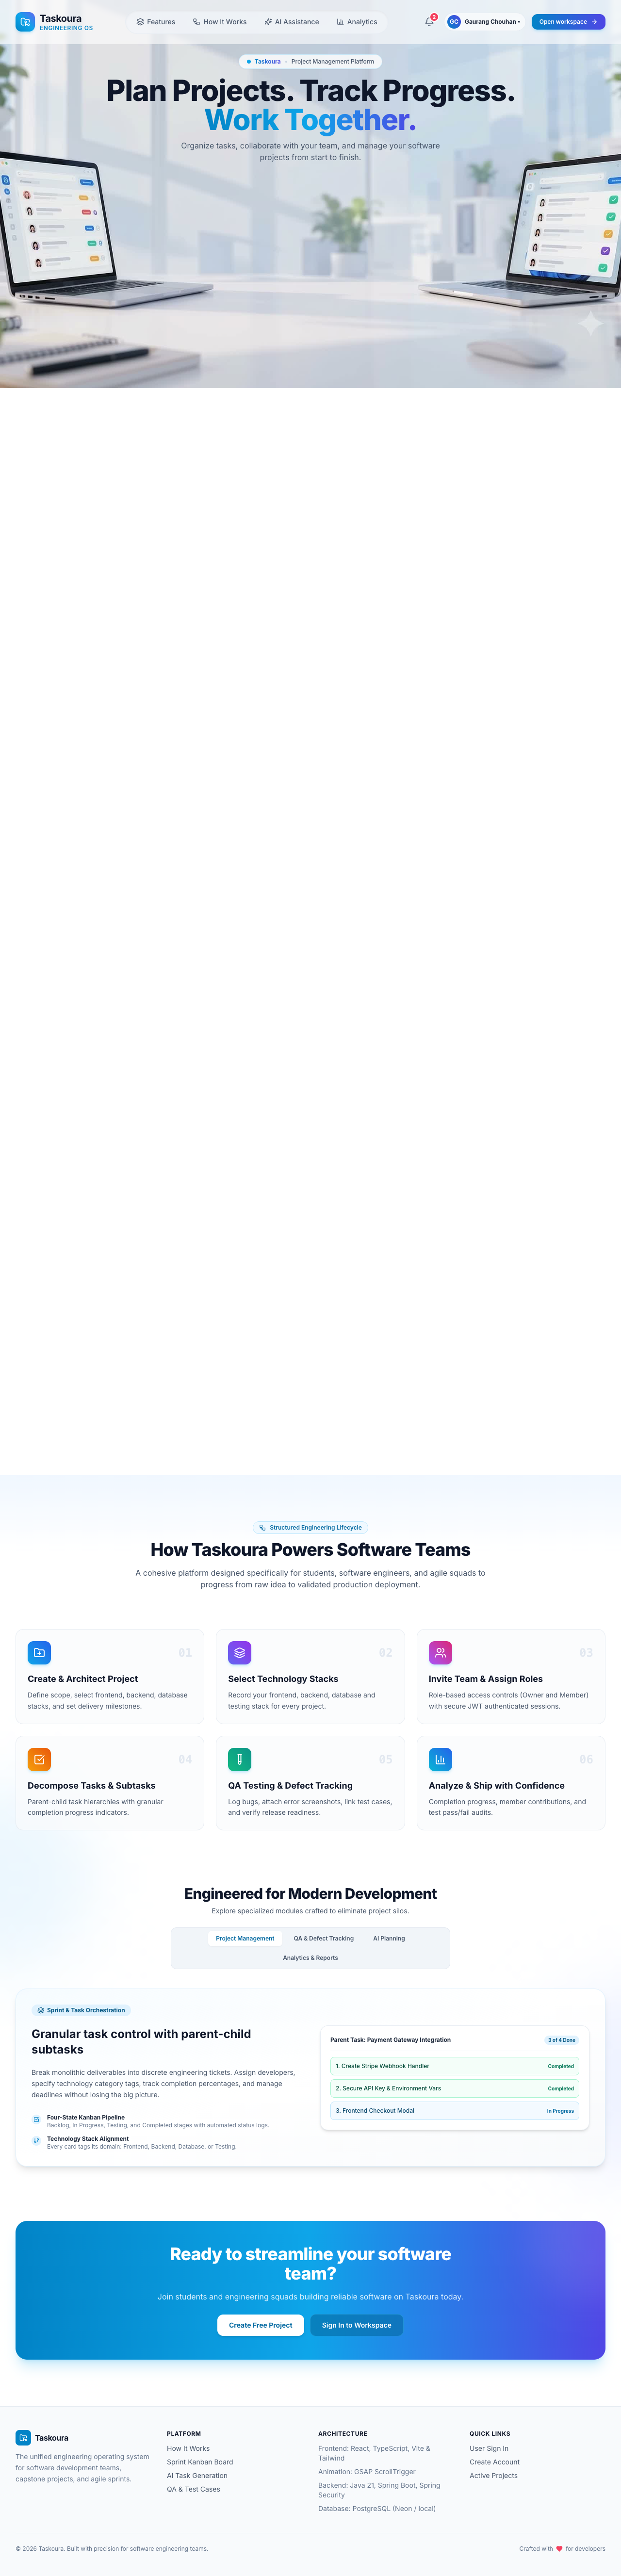 Taskoura
ENGINEERING OS
Features
How It Works
AI Assistance
Analytics
2
GC
Gaurang Chouhan
Open workspace
Taskoura · Project Management Platform
Plan Projects. Track Progress.
Work Together.
Organize tasks, collaborate with your team, and manage your software
projects from start to finish.
Structured Engineering Lifecycle
How Taskoura Powers Software Teams
A cohesive platform designed specifically for students, software engineers, and agile squads to
progress from raw idea to validated production deployment.
01
Create & Architect Project
Define scope, select frontend, backend, database
stacks, and set delivery milestones.
02
Select Technology Stacks
Record your frontend, backend, database and
testing stack for every project.
03
Invite Team & Assign Roles
Role-based access controls (Owner and Member)
with secure JWT authenticated sessions.
04
Decompose Tasks & Subtasks
Parent-child task hierarchies with granular
completion progress indicators.
05
QA Testing & Defect Tracking
Log bugs, attach error screenshots, link test cases,
and verify release readiness.
06
Analyze & Ship with Confidence
Completion progress, member contributions, and
test pass/fail audits.
Engineered for Modern Development
Explore specialized modules crafted to eliminate project silos.
Project Management
QA & Defect Tracking
AI Planning
Analytics & Reports
Sprint & Task Orchestration
Granular task control with parent-child
subtasks
Break monolithic deliverables into discrete engineering tickets. Assign developers,
specify technology category tags, track completion percentages, and manage
deadlines without losing the big picture.
Four-State Kanban Pipeline
Backlog, In Progress, Testing, and Completed stages with automated status logs.
Technology Stack Alignment
Every card tags its domain: Frontend, Backend, Database, or Testing.
Parent Task: Payment Gateway Integration
3 of 4 Done
1. Create Stripe Webhook Handler
Completed
2. Secure API Key & Environment Vars
Completed
3. Frontend Checkout Modal
In Progress
Ready to streamline your software
team?
Join students and engineering squads building reliable software on Taskoura today.
Create Free Project
Sign In to Workspace
Taskoura
The unified engineering operating system
for software development teams,
capstone projects, and agile sprints.
PLATFORM
How It Works
Sprint Kanban Board
AI Task Generation
QA & Test Cases
ARCHITECTURE
Frontend: React, TypeScript, Vite &
Tailwind
Animation: GSAP ScrollTrigger
Backend: Java 21, Spring Boot, Spring
Security
Database: PostgreSQL (Neon / local)
QUICK LINKS
User Sign In
Create Account
Active Projects
© 2026 Taskoura. Built with precision for software engineering teams.
Crafted with ❤ for developers